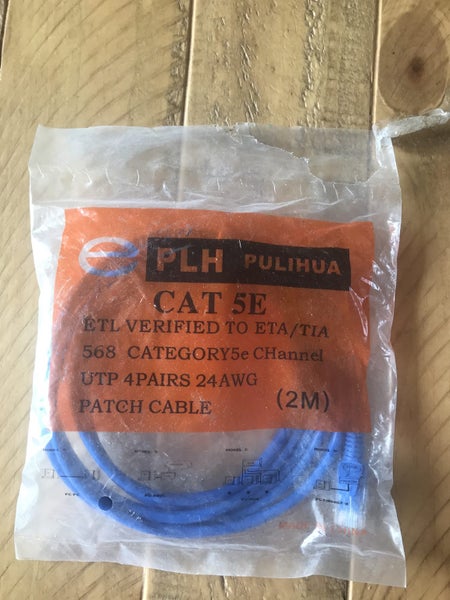 PLH PULIHUA
CAT 5E
ETL VERIFIED TO ETA/TIA
568 CATEGORY5e CHannel
UTP 4PAIRS 24AWG
PATCH CABLE (2M)